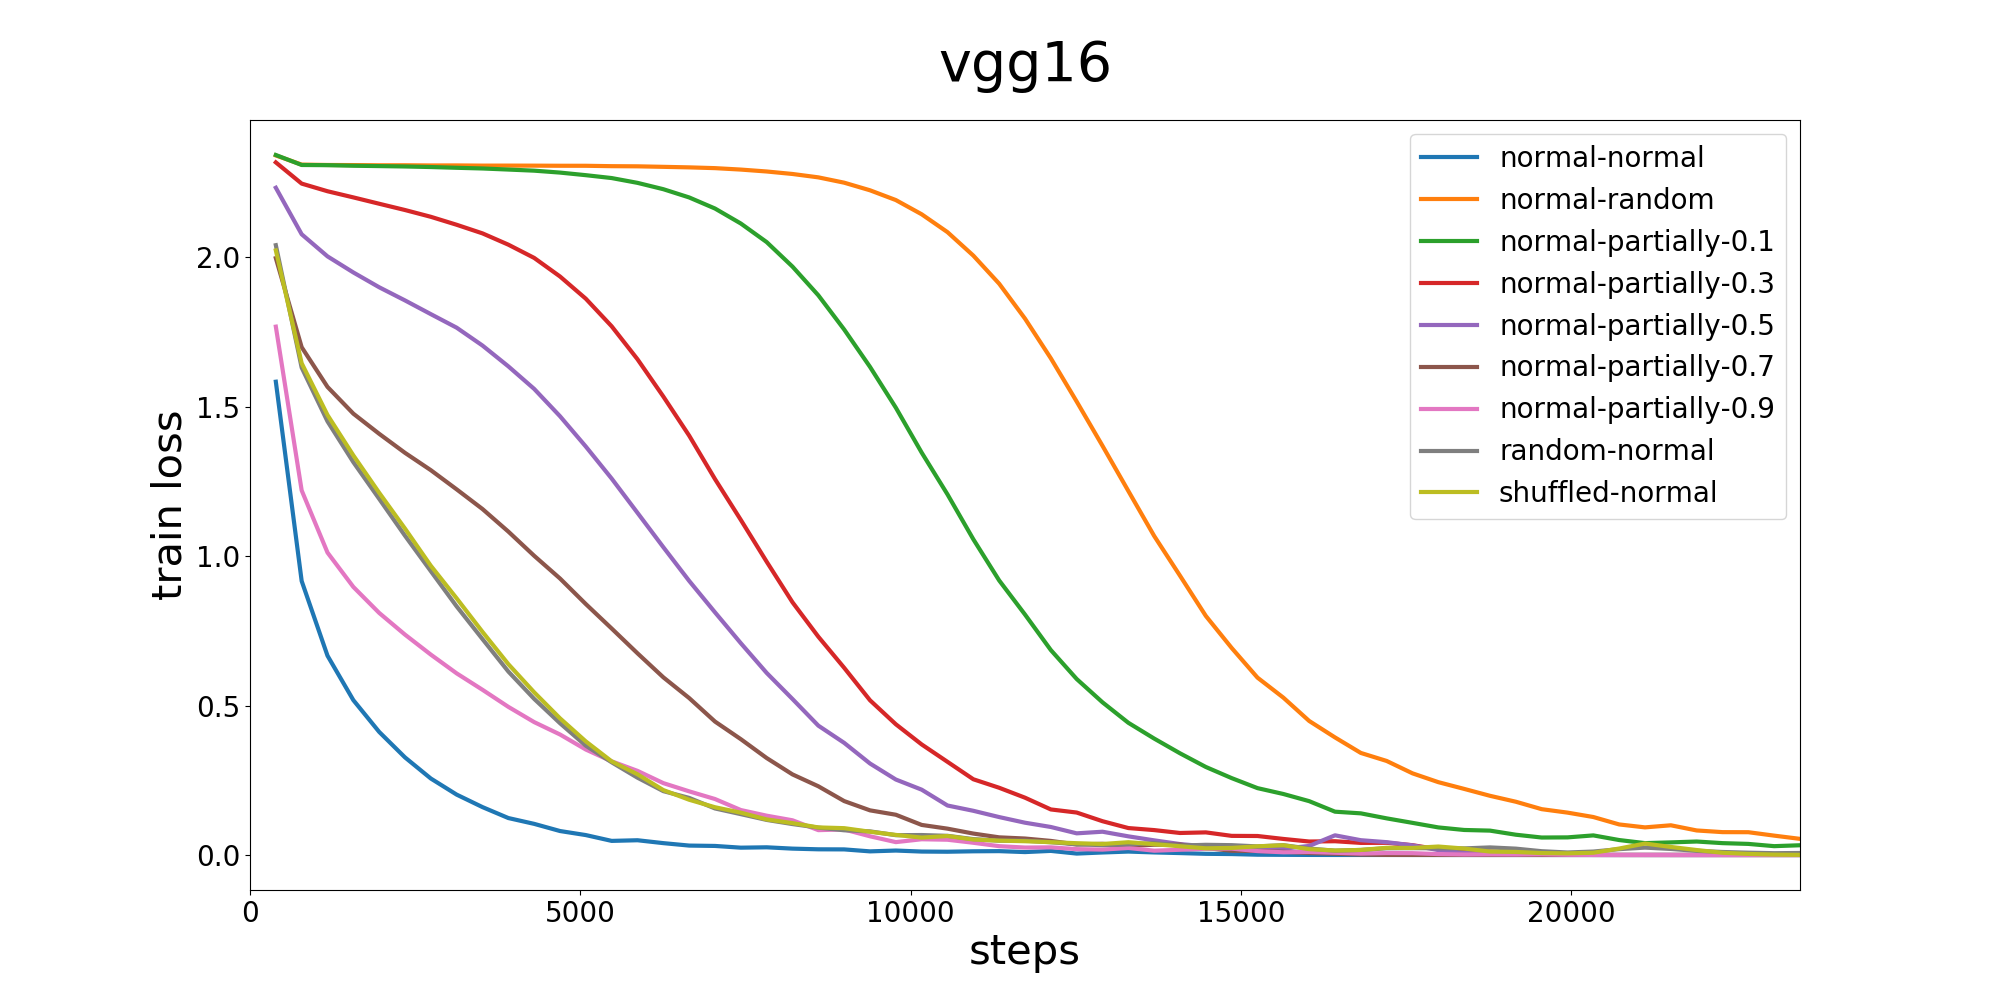 vgg16
train loss
2.0
1.5
1.0
0.5
0.0
0 5000 10000 15000 20000
steps
normal-normal
normal-random
normal-partially-0.1
normal-partially-0.3
normal-partially-0.5
normal-partially-0.7
normal-partially-0.9
random-normal
shuffled-normal